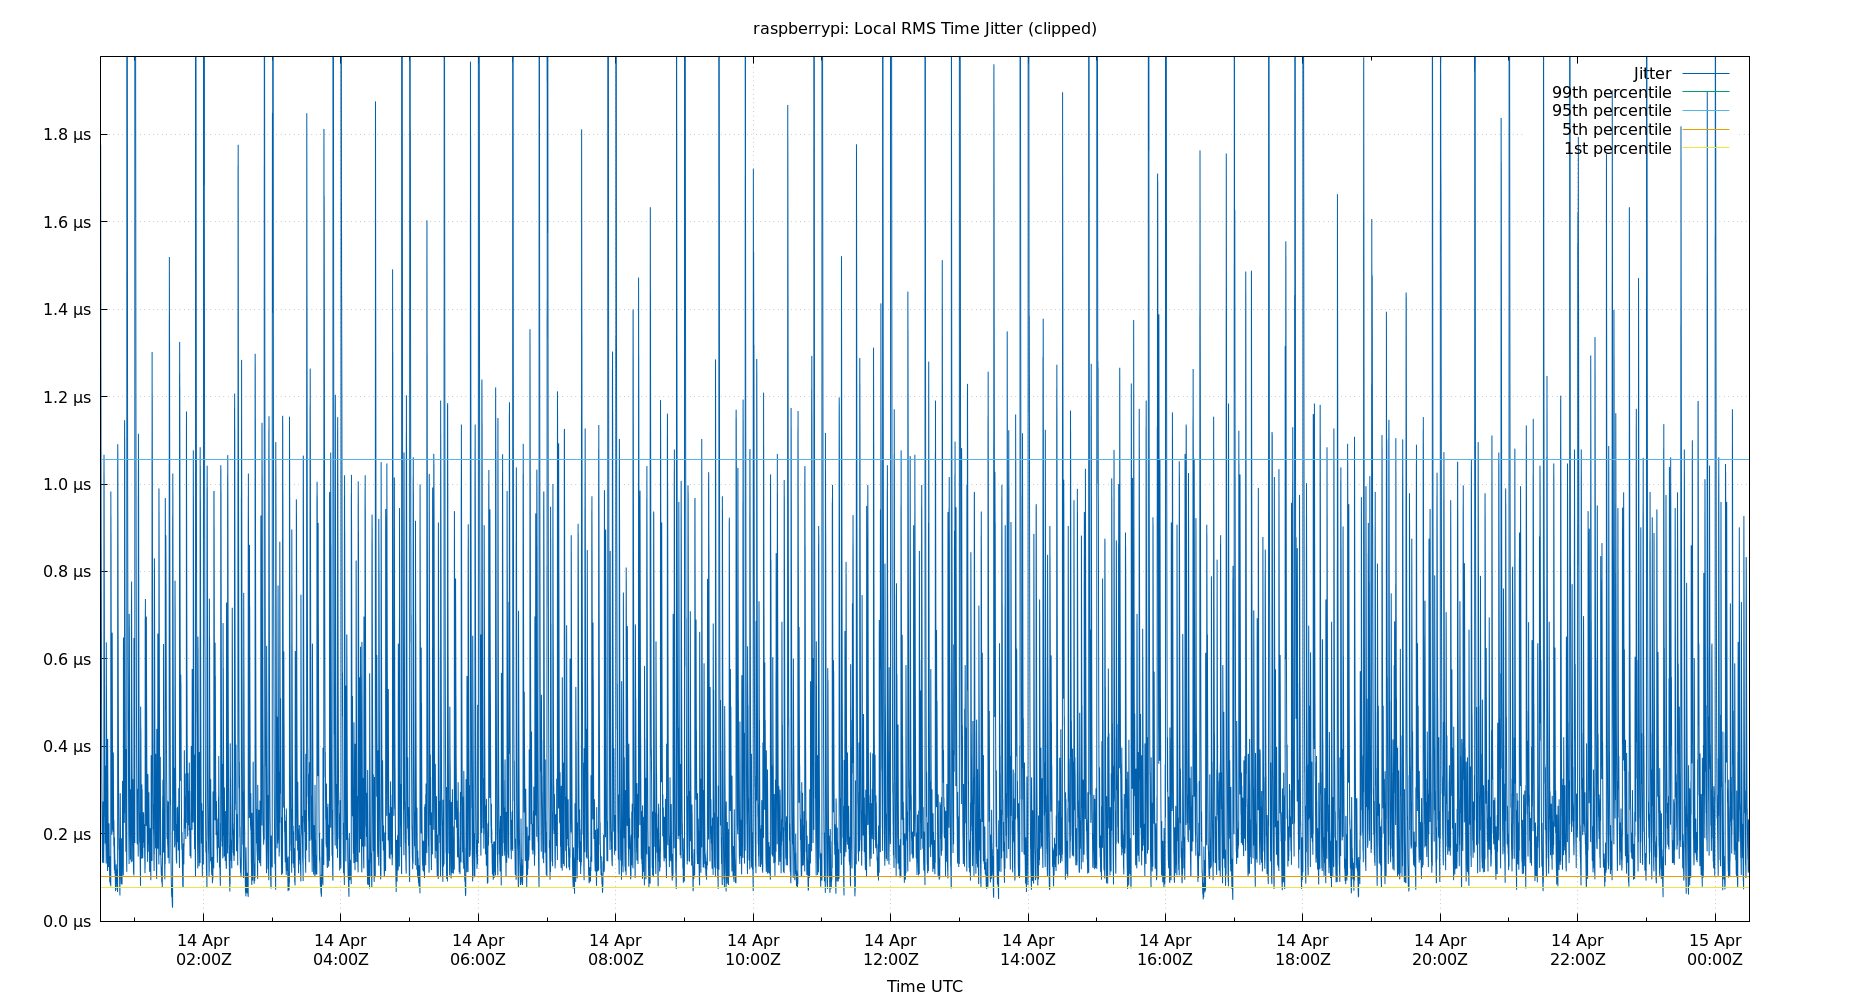 raspberrypi: Local RMS Time Jitter (clipped)
Jitter
99th percentile
95th percentile
5th percentile
1st percentile
1.8 µs
1.6 µs
1.4 µs
1.2 µs
1.0 µs
0.8 µs
0.6 µs
0.4 µs
0.2 µs
0.0 µs
14 Apr 14 Apr 14 Apr 14 Apr 14 Apr 14 Apr 14 Apr 14 Apr 14 Apr 14 Apr 14 Apr 15 Apr
02:00Z 04:00Z 06:00Z 08:00Z 10:00Z 12:00Z 14:00Z 16:00Z 18:00Z 20:00Z 22:00Z 00:00Z
Time UTC